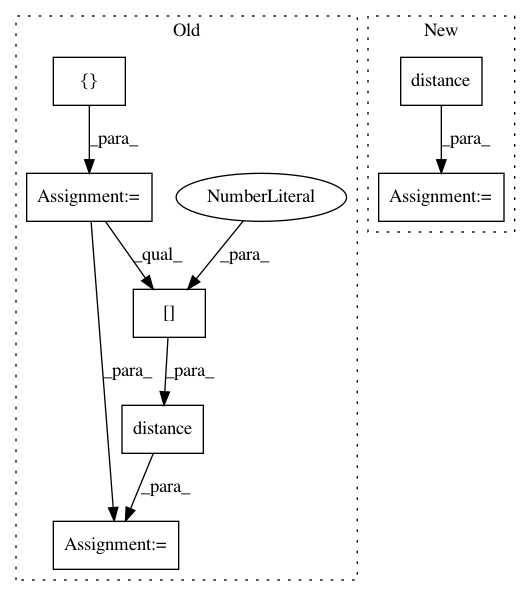 Old
New
{}
distance
_para_
_para_
Assignment:=
NumberLiteral
Assignment:=
_qual_
_para_
[]
_para_
_para_
distance
_para_
Assignment:=